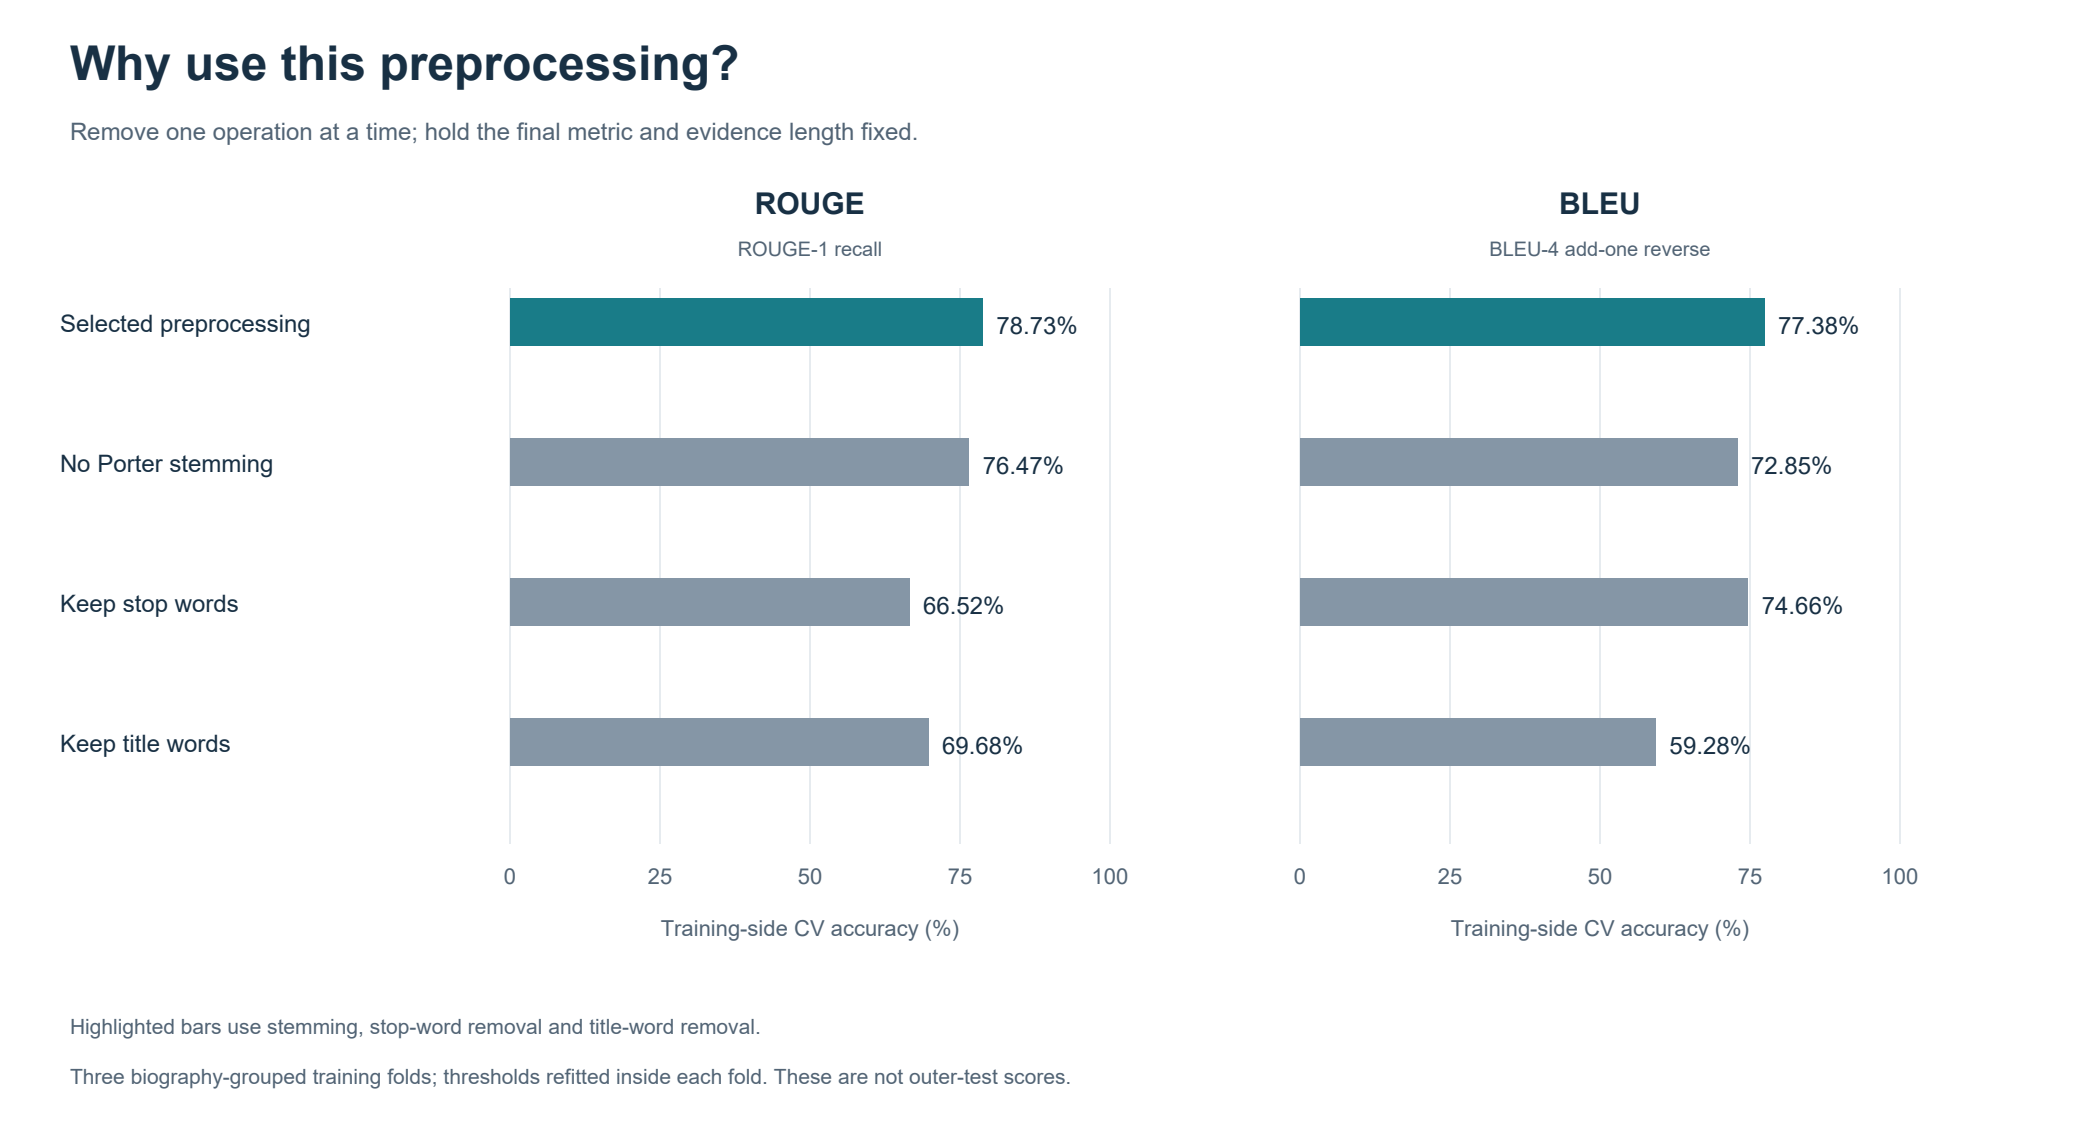 Why use this preprocessing?
Remove one operation at a time; hold the final metric and evidence length fixed.
ROUGE
ROUGE-1 recall
BLEU
BLEU-4 add-one reverse
Selected preprocessing
78.73%
77.38%
No Porter stemming
76.47%
72.85%
Keep stop words
66.52%
74.66%
Keep title words
69.68%
59.28%
0 25 50 75 100
0 25 50 75 100
Training-side CV accuracy (%)
Training-side CV accuracy (%)
Highlighted bars use stemming, stop-word removal and title-word removal.
Three biography-grouped training folds; thresholds refitted inside each fold. These are not outer-test scores.